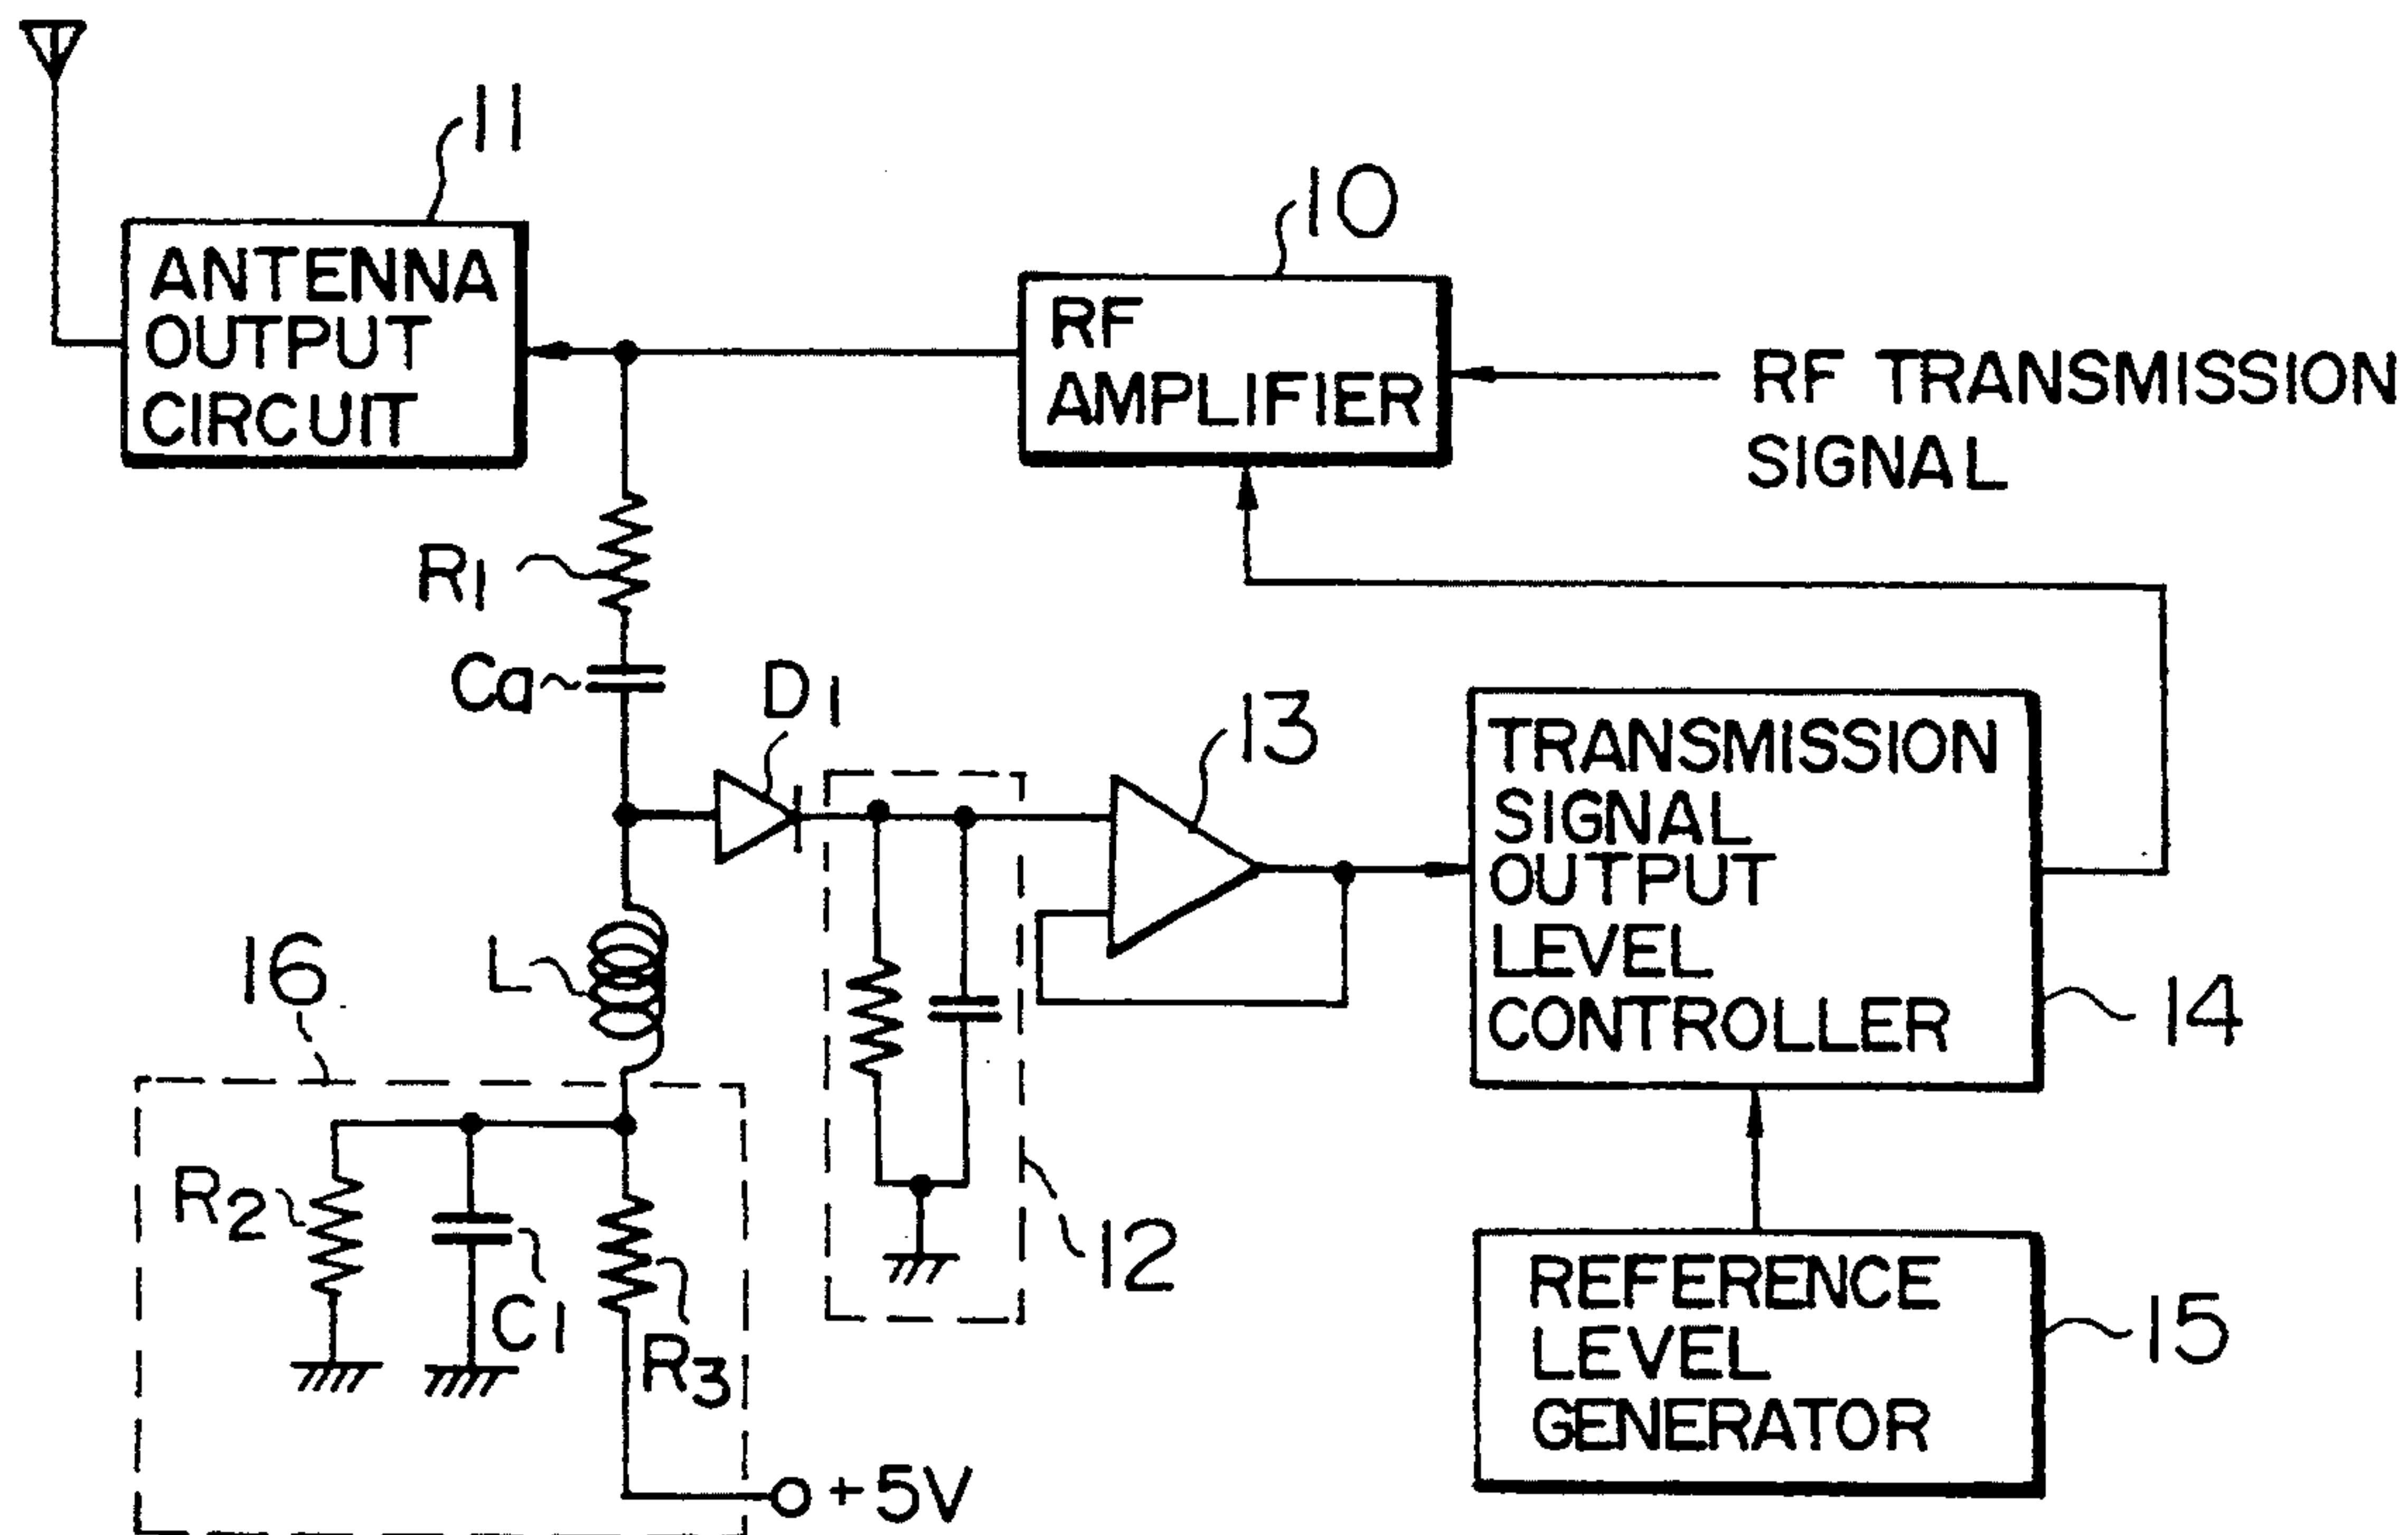 11
ANTENNA
OUTPUT
CIRCUIT
10
RF
AMPLIFIER
RF TRANSMISSION
SIGNAL
R1
Ca
D1
13
TRANSMISSION
SIGNAL
OUTPUT
LEVEL
CONTROLLER
14
L
16
12
R2
C1
R3
+5V
REFERENCE
LEVEL
GENERATOR
15